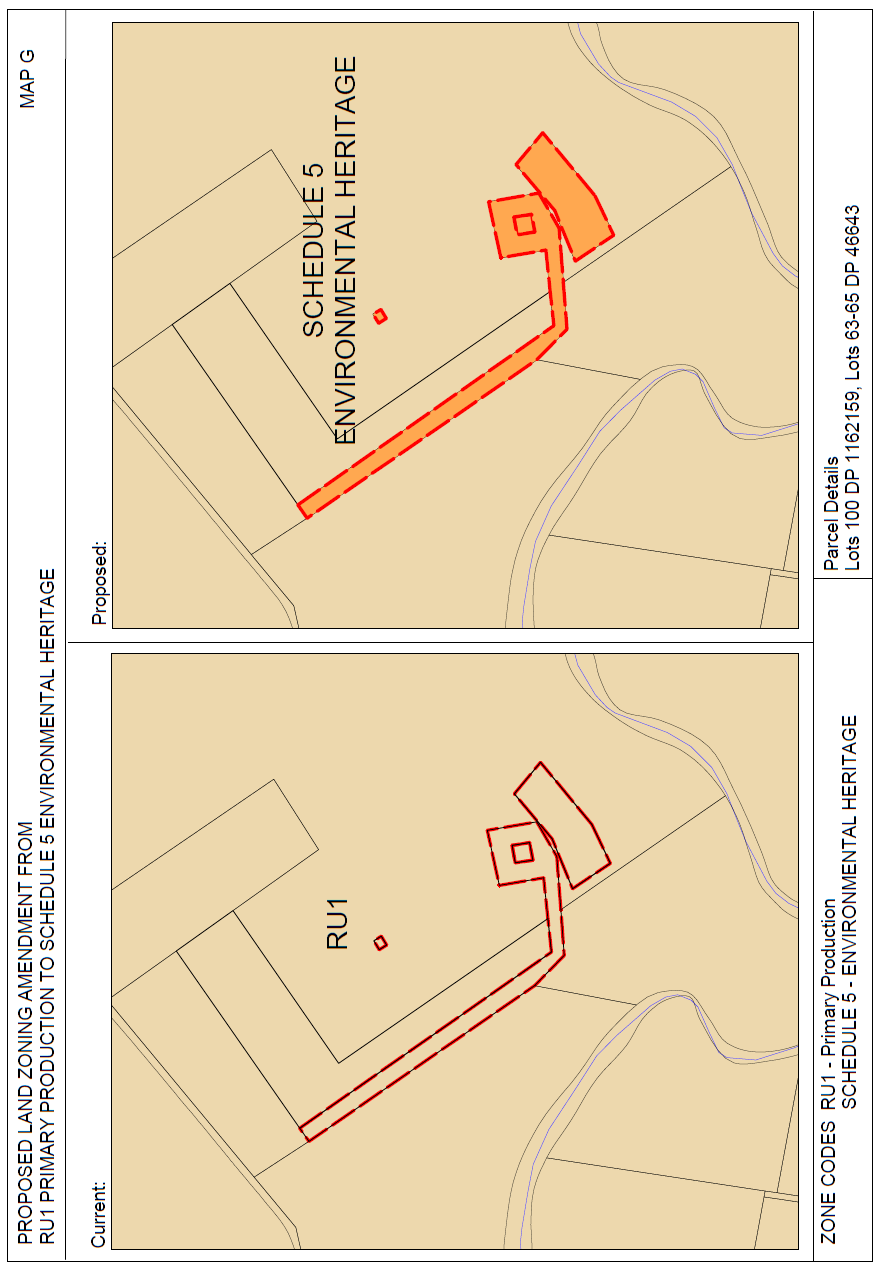 PROPOSED LAND ZONING AMENDMENT FROM
RU1 PRIMARY PRODUCTION TO SCHEDULE 5 ENVIRONMENTAL HERITAGE
MAP G
Current:
RU1
Proposed:
SCHEDULE 5
ENVIRONMENTAL HERITAGE
ZONE CODES RU1 - Primary Production
SCHEDULE 5 - ENVIRONMENTAL HERITAGE
Parcel Details
Lots 100 DP 1162159, Lots 63-65 DP 46643